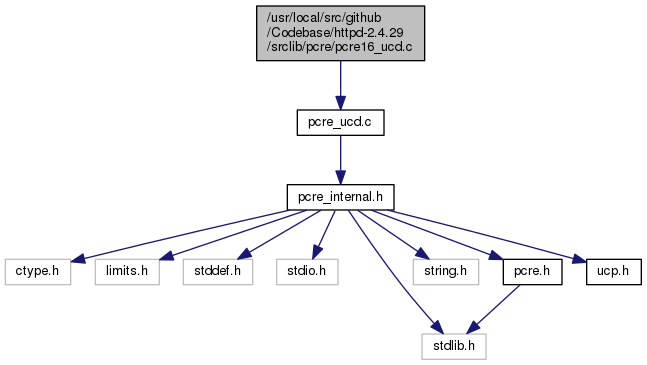 /usr/local/src/github
/Codebase/httpd-2.4.29
/srclib/pcre/pcre16_ucd.c
pcre_ucd.c
pcre_internal.h
ctype.h
limits.h
stddef.h
stdio.h
string.h
pcre.h
ucp.h
stdlib.h